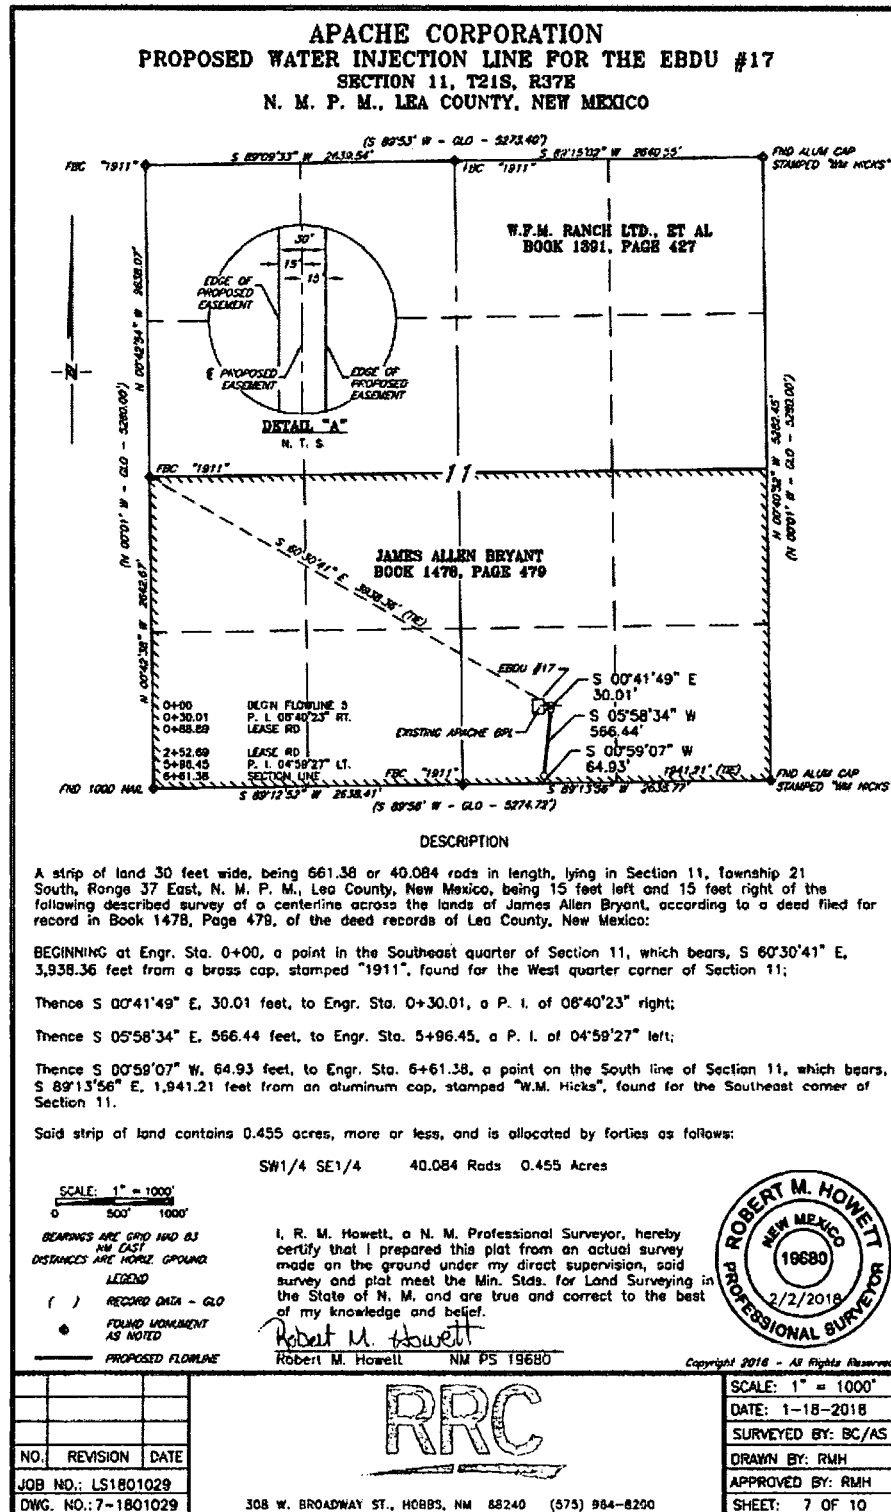 APACHE CORPORATION
PROPOSED WATER INJECTION LINE FOR THE EBDU #17
SECTION 11, T21S, R37E
N. M. P. M., LEA COUNTY, NEW MEXICO
(S 89°53' W - GLO - 5273.40')
S 89°09'33" W 2639.54'
S 89°15'02" W 2640.55'
FBC "1911"
FBC "1911"
FND ALUM CAP
STAMPED "WM HICKS"
W.F.M. RANCH LTD., ET AL
BOOK 1391, PAGE 427
30'
15'
15'
EDGE OF
PROPOSED
EASEMENT
℄ PROPOSED
EASEMENT
EDGE OF
PROPOSED
EASEMENT
DETAIL "A"
N. T. S.
N
N 00°42'34" W 2638.07'
(N 00°01' W - GLO - 5280.00')
N 00°42'38" W 2642.67'
N 00°40'52" W 5282.45'
(N 00°01' W - GLO - 5280.00')
FBC "1911"
11
JAMES ALLEN BRYANT
BOOK 1478, PAGE 479
S 60°30'41" E 3938.36' (TIE)
EBDU #17
S 00°41'49" E
30.01'
S 05°58'34" W
566.44'
S 00°59'07" W
64.93'
EXISTING APACHE BPL
0+00 BEGIN FLOWLINE @
0+30.01 P. I. 06°40'23" RT.
0+88.69 LEASE RD
2+52.69 LEASE RD
5+96.45 P. I. 04°59'27" LT.
6+61.38 SECTION LINE
FND 1000 NAIL
S 89°12'53" W 2638.41'
FBC "1911"
1941.21' (TIE)
S 89°13'56" W 2638.77'
FND ALUM CAP
STAMPED "WM HICKS"
(S 89°56' W - GLO - 5274.72')
DESCRIPTION
A strip of land 30 feet wide, being 661.38 or 40.084 rods in length, lying in Section 11, Township 21
South, Range 37 East, N. M. P. M., Lea County, New Mexico, being 15 feet left and 15 feet right of the
following described survey of a centerline across the lands of James Allen Bryant, according to a deed filed for
record in Book 1478, Page 479, of the deed records of Lea County, New Mexico:
BEGINNING at Engr. Sta. 0+00, a point in the Southeast quarter of Section 11, which bears, S 60°30'41" E,
3,938.36 feet from a brass cap, stamped "1911", found for the West quarter corner of Section 11;
Thence S 00°41'49" E, 30.01 feet, to Engr. Sta. 0+30.01, a P. I. of 06°40'23" right;
Thence S 05°58'34" E, 566.44 feet, to Engr. Sta. 5+96.45, a P. I. of 04°59'27" left;
Thence S 00°59'07" W, 64.93 feet, to Engr. Sta. 6+61.38, a point on the South line of Section 11, which bears,
S 89°13'56" E, 1,941.21 feet from an aluminum cap, stamped "W.M. Hicks", found for the Southeast corner of
Section 11.
Said strip of land contains 0.455 acres, more or less, and is allocated by forties as follows:
SW1/4 SE1/4 40.084 Rods 0.455 Acres
SCALE: 1" = 1000'
0 500' 1000'
BEARINGS ARE GRID NAD 83
NM EAST
DISTANCES ARE HORIZ. GROUND.
LEGEND
( ) RECORD DATA - GLO
FOUND MONUMENT
AS NOTED
PROPOSED FLOWLINE
I, R. M. Howett, a N. M. Professional Surveyor, hereby
certify that I prepared this plat from an actual survey
made on the ground under my direct supervision, said
survey and plat meet the Min. Stds. for Land Surveying in
the State of N. M. and are true and correct to the best
of my knowledge and belief.
Robert M. Howett
Robert M. Howett NM PS 19680
ROBERT M. HOWETT
NEW MEXICO
19680
2/2/2018
PROFESSIONAL SURVEYOR
Copyright 2016 - All Rights Reserved
NO. REVISION DATE
JOB NO.: LS1801029
DWG. NO.: 7-1801029
RRC
308 W. BROADWAY ST., HOBBS, NM 88240 (575) 964-8200
SCALE: 1" = 1000'
DATE: 1-18-2018
SURVEYED BY: BC/AS
DRAWN BY: RMH
APPROVED BY: RMH
SHEET: 7 OF 10